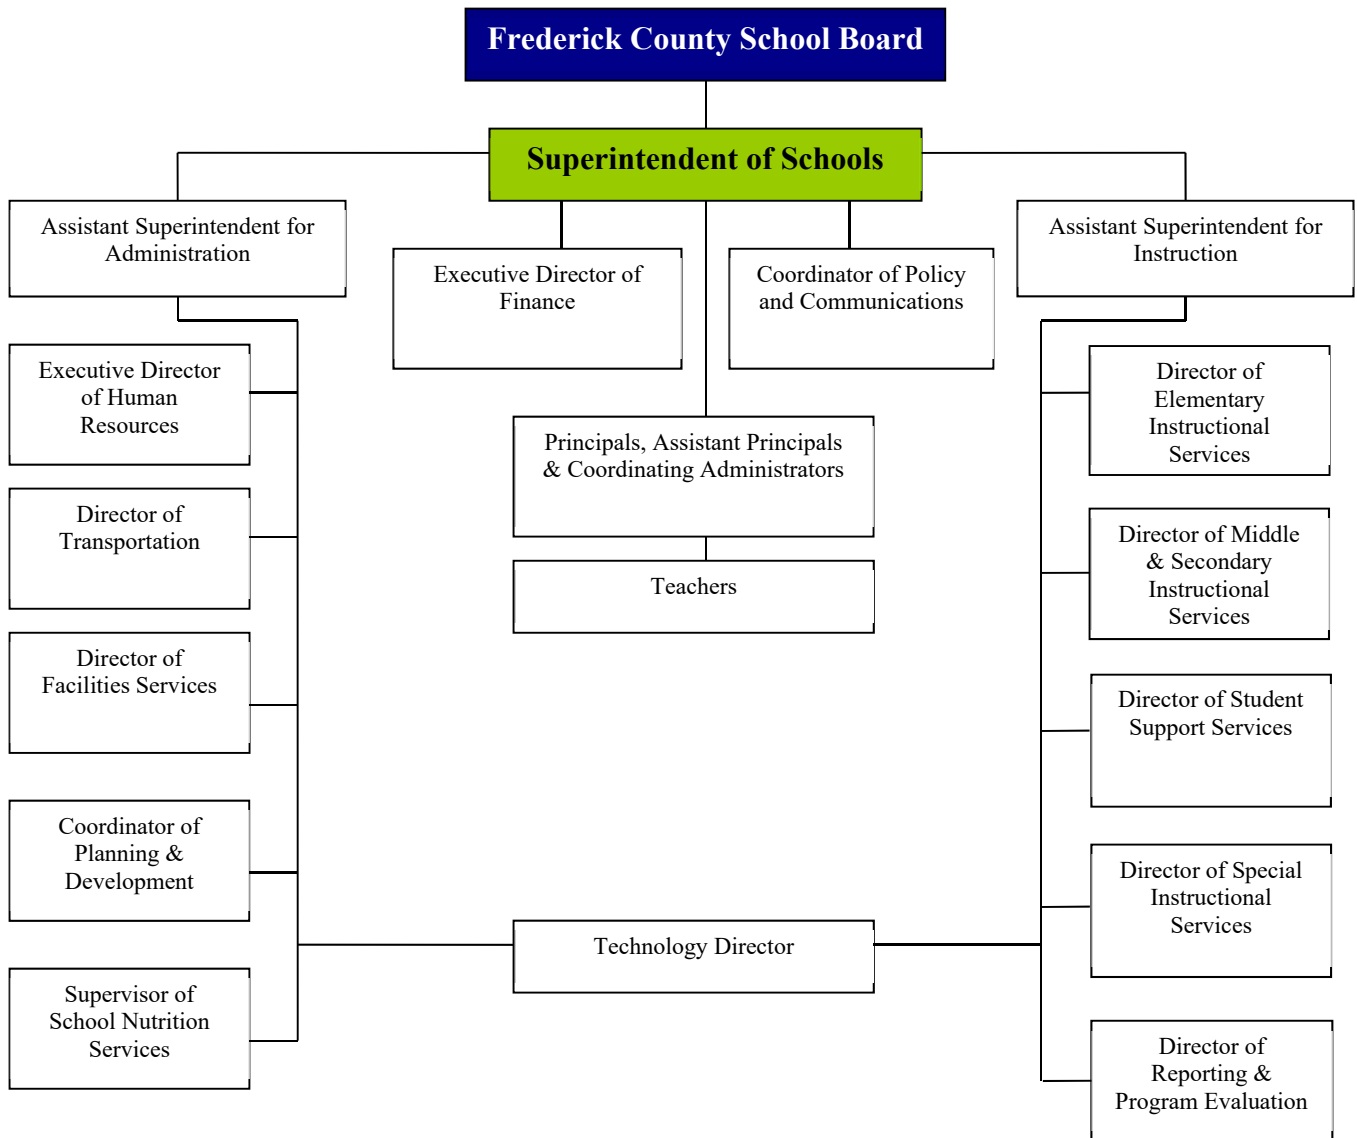 Frederick County School Board
Superintendent of Schools
Assistant Superintendent for
Administration
Executive Director of
Finance
Coordinator of Policy
and Communications
Assistant Superintendent for
Instruction
Executive Director
of Human
Resources
Director of
Transportation
Director of
Facilities Services
Coordinator of
Planning &
Development
Supervisor of
School Nutrition
Services
Principals, Assistant Principals
& Coordinating Administrators
Teachers
Technology Director
Director of
Elementary
Instructional
Services
Director of Middle
& Secondary
Instructional
Services
Director of Student
Support Services
Director of Special
Instructional
Services
Director of
Reporting &
Program Evaluation